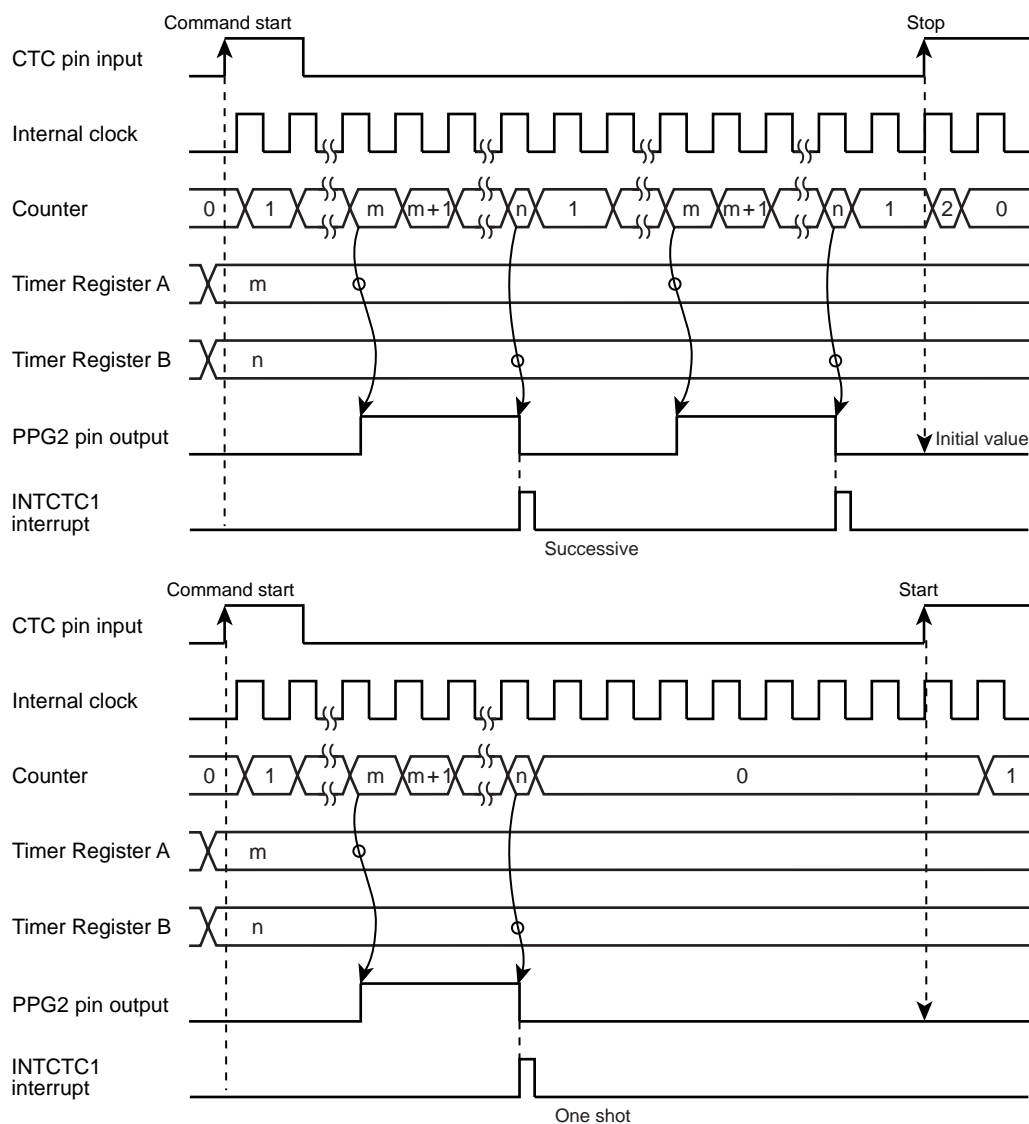 Command start
Stop
CTC pin input
Internal clock
Counter 0 1 m m+1 n 1 m m+1 n 1 2 0
Timer Register A m
Timer Register B n
PPG2 pin output Initial value
INTCTC1
interrupt
Successive
Command start
Start
CTC pin input
Internal clock
Counter 0 1 m m+1 n 0 1
Timer Register A m
Timer Register B n
PPG2 pin output
INTCTC1
interrupt
One shot